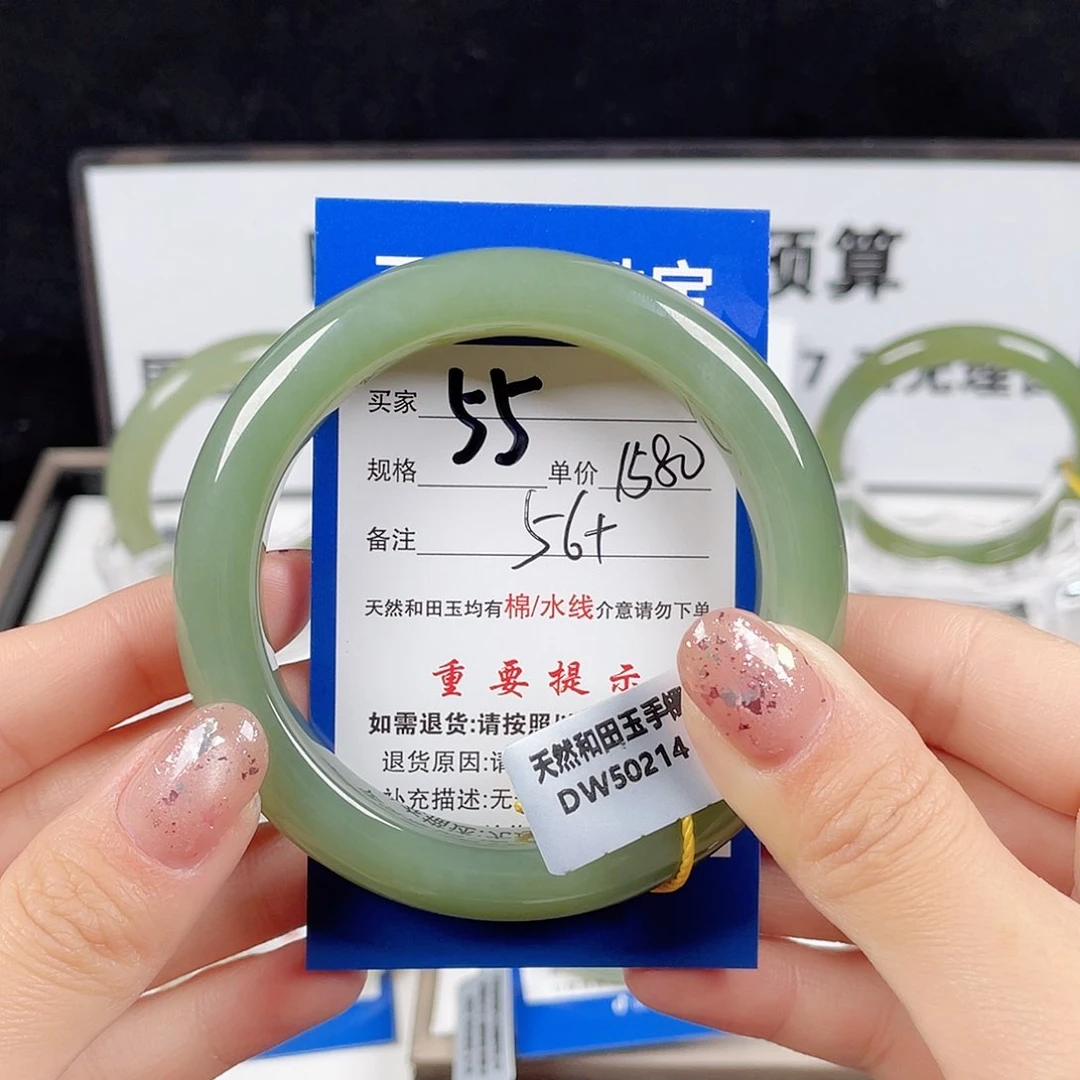 预算
买家 55
规格 单价 1580
备注 56+
天然和田玉均有棉/水线介意请勿下单
重要提示
如需退货:请按照
退货原因:请
补充描述:无
天然和田玉手镯
DW50214